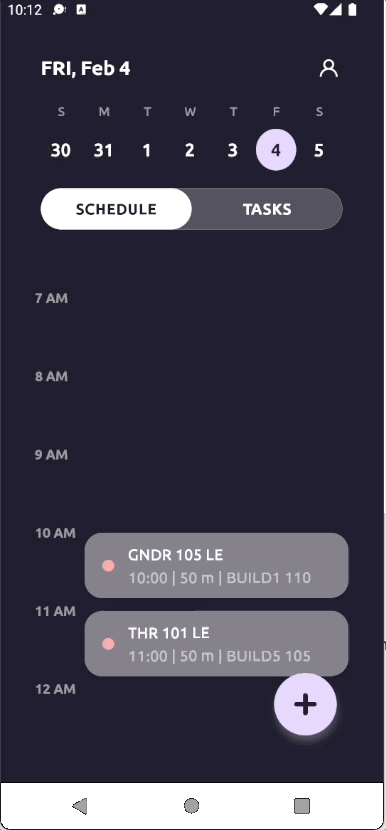 10:12
A
FRI, Feb 4
S M T W T F S
30 31 1 2 3 4 5
SCHEDULE TASKS
7 AM
8 AM
9 AM
10 AM
GNDR 105 LE
10:00 | 50 m | BUILD1 110
11 AM
THR 101 LE
11:00 | 50 m | BUILD5 105
12 AM
+